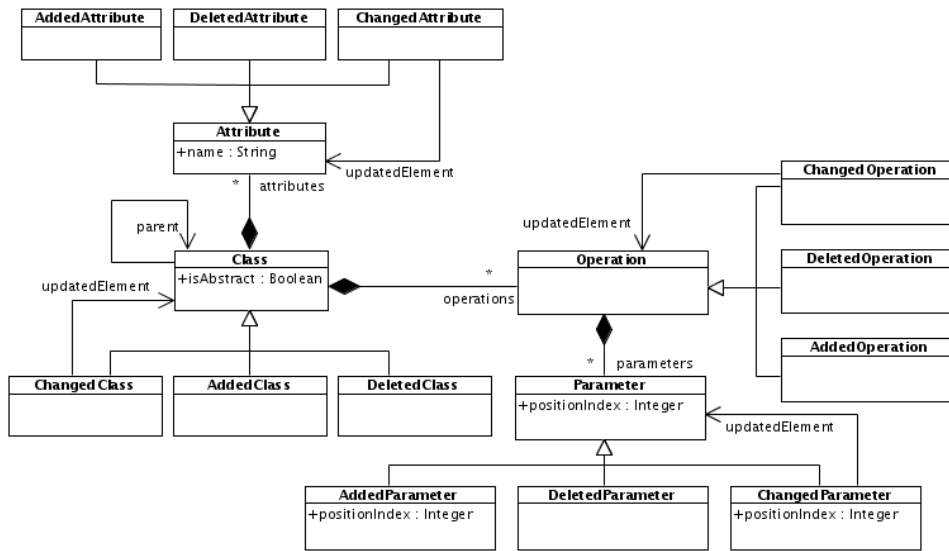 AddedAttribute
DeletedAttribute
ChangedAttribute
Attribute
+name : String
updatedElement
* attributes
ChangedOperation
parent
updatedElement
Class
Operation
DeletedOperation
+isAbstract : Boolean
*
updatedElement
operations
AddedOperation
* parameters
ChangedClass
AddedClass
DeletedClass
Parameter
+positionIndex : Integer
updatedElement
AddedParameter
DeletedParameter
ChangedParameter
+positionIndex : Integer
+positionIndex : Integer